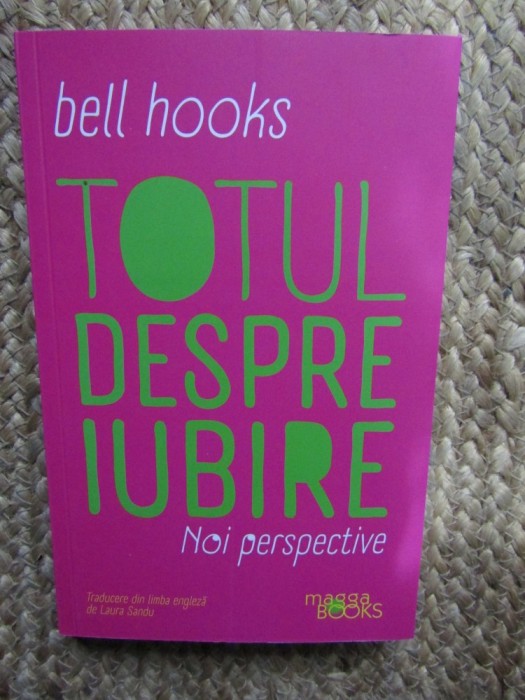 bell hooks
TOTUL
DESPRE
IUBIRE
Noi perspective
Traducere din limba engleză
de Laura Sandu
magga
BOOKS